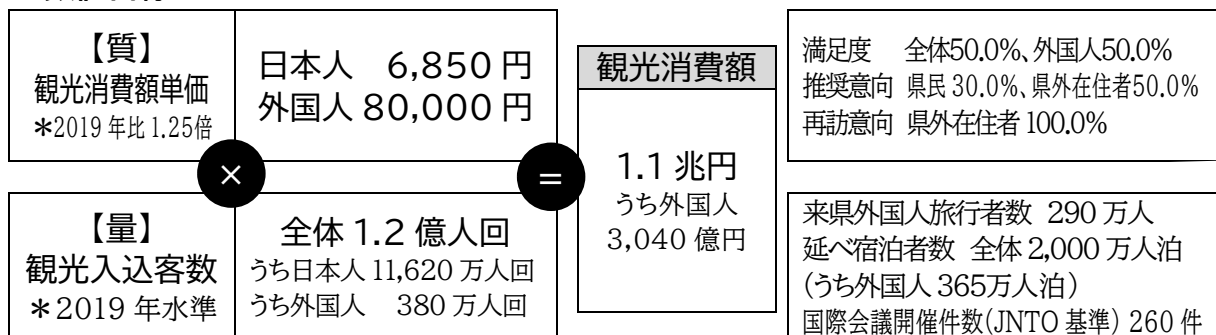 【質】
観光消費額単価
＊2019年比1.25倍
日本人 6,850円
外国人 80,000円
×
【量】
観光入込客数
＊2019年水準
全体1.2億人回
うち日本人11,620万人回
うち外国人 380万人回
＝
観光消費額
1.1兆円
うち外国人
3,040億円
満足度 全体50.0%、外国人50.0%
推奨意向 県民30.0%、県外在住者50.0%
再訪意向 県外在住者100.0%
来県外国人旅行者数 290万人
延べ宿泊者数 全体2,000万人泊
(うち外国人365万人泊)
国際会議開催件数(JNTO基準) 260件